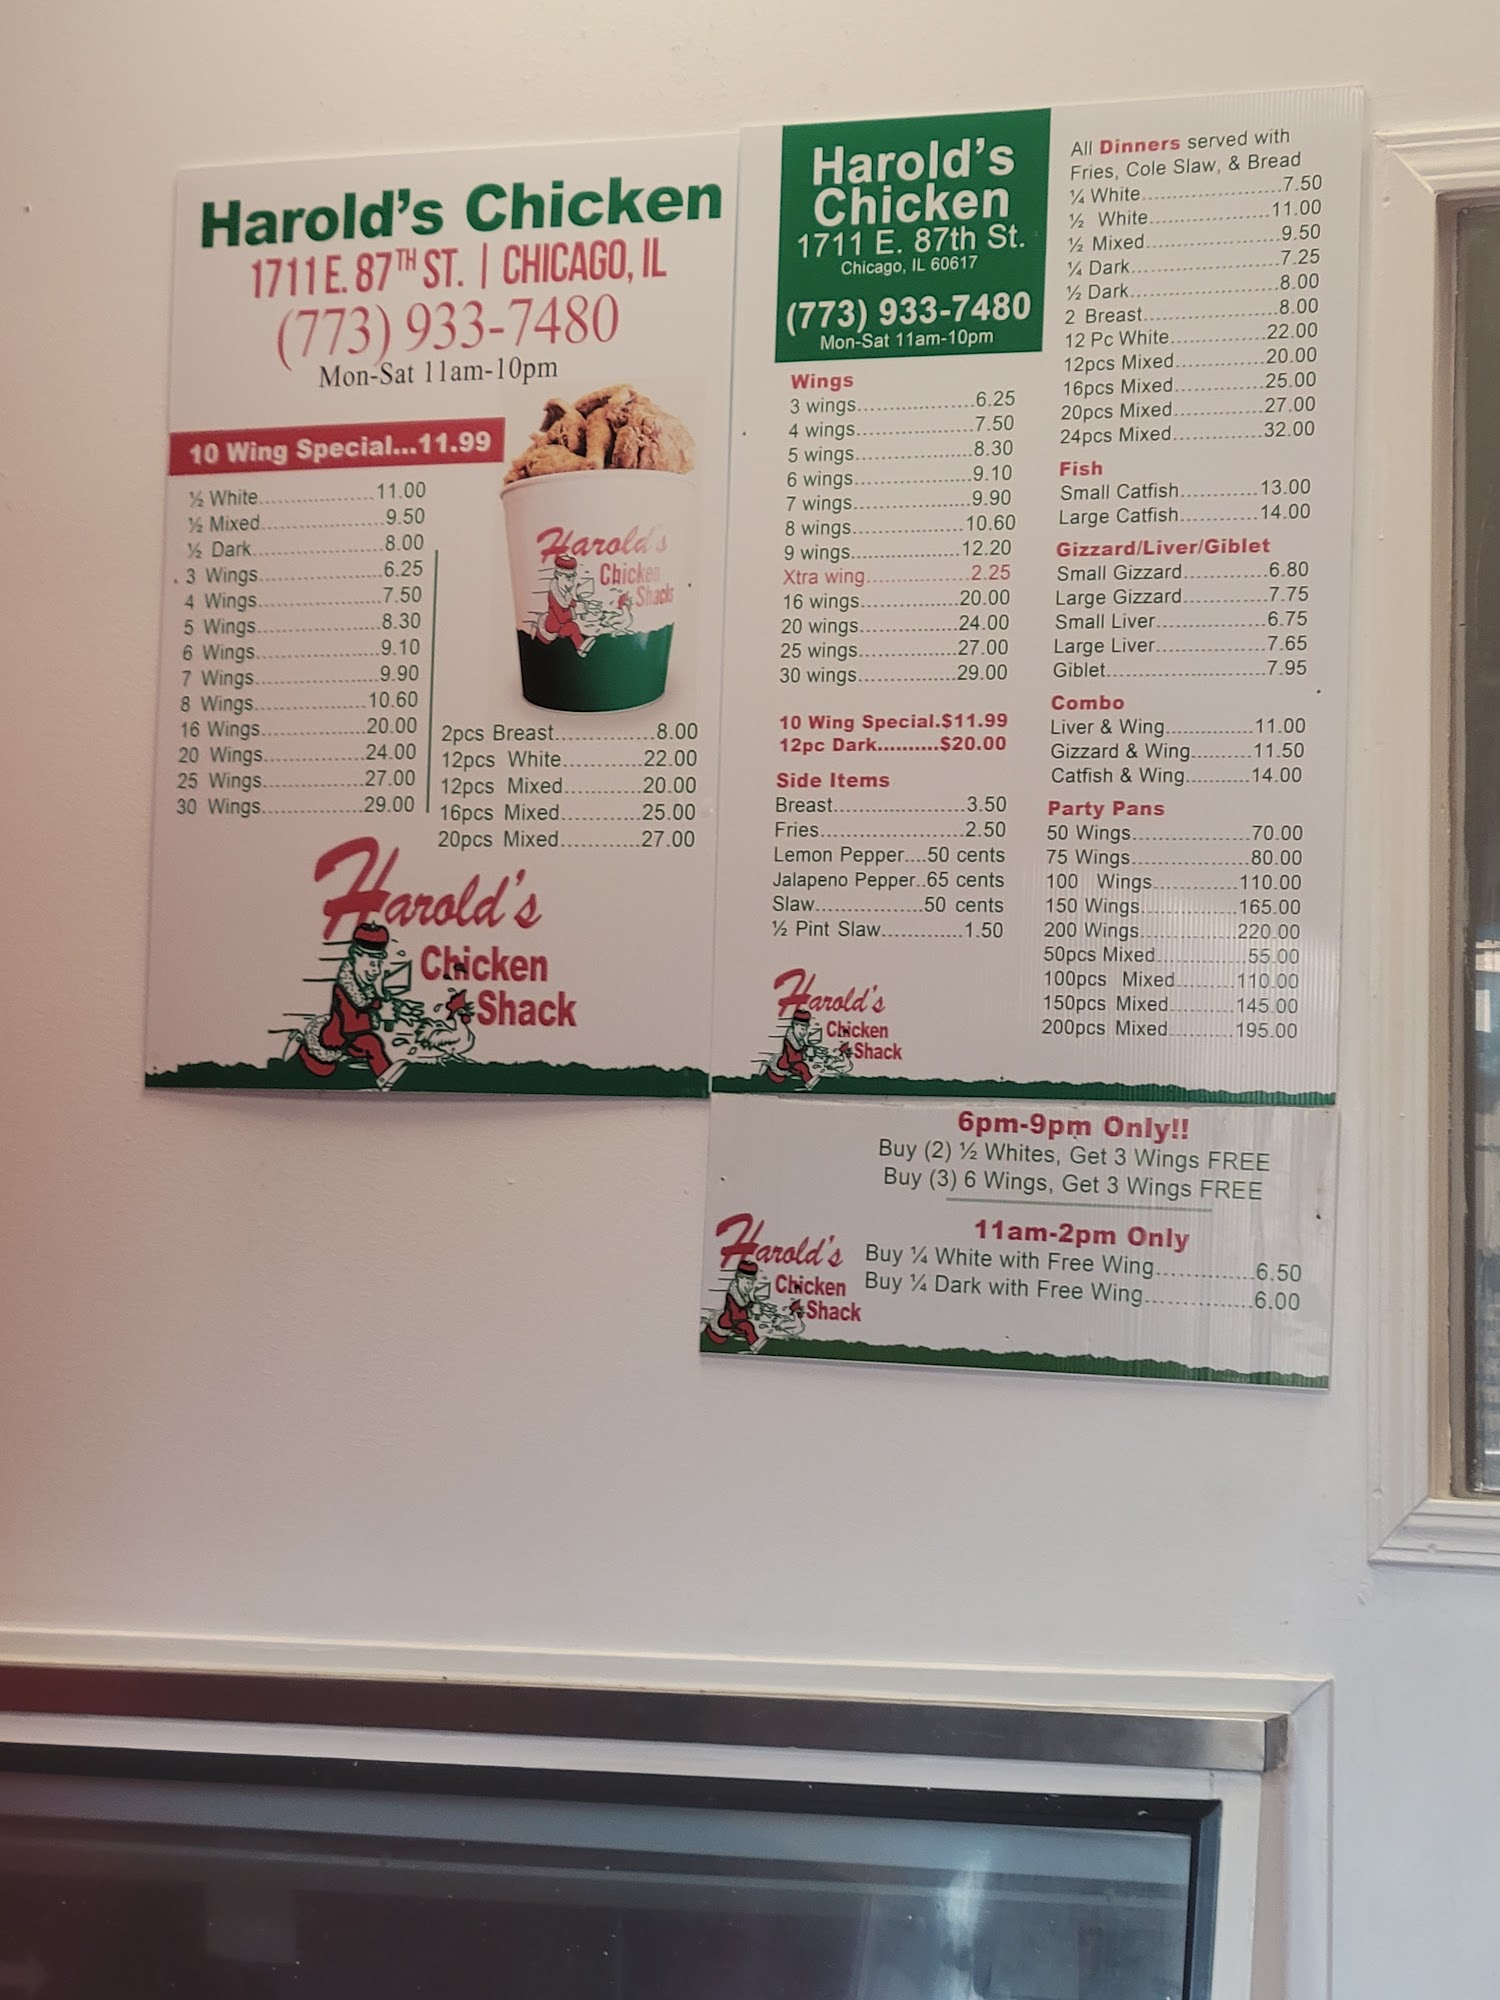 Harold's Chicken
1711 E. 87TH ST. | CHICAGO, IL
(773) 933-7480
Mon-Sat 11am-10pm
10 Wing Special...11.99
½ White....................11.00
½ Mixed.....................9.50
½ Dark.......................8.00
3 Wings......................6.25
4 Wings......................7.50
5 Wings......................8.30
6 Wings......................9.10
7 Wings......................9.90
8 Wings....................10.60
16 Wings..................20.00
20 Wings..................24.00
25 Wings..................27.00
30 Wings..................29.00
Harold's
Chicken
Shacks
2pcs Breast.............8.00
12pcs White...........22.00
12pcs Mixed...........20.00
16pcs Mixed...........25.00
20pcs Mixed...........27.00
Harold's
Chicken
Shack
Harold's
Chicken
1711 E. 87th St.
Chicago, IL 60617
(773) 933-7480
Mon-Sat 11am-10pm
Wings
3 wings...................6.25
4 wings...................7.50
5 wings...................8.30
6 wings...................9.10
7 wings...................9.90
8 wings..................10.60
9 wings..................12.20
Xtra wing.................2.25
16 wings................20.00
20 wings................24.00
25 wings................27.00
30 wings................29.00
10 Wing Special.$11.99
12pc Dark..........$20.00
Side Items
Breast......................3.50
Fries........................2.50
Lemon Pepper....50 cents
Jalapeno Pepper..65 cents
Slaw..................50 cents
½ Pint Slaw.............1.50
Harold's
Chicken
Shack
All Dinners served with
Fries, Cole Slaw, & Bread
¼ White.......................7.50
½ White....................11.00
½ Mixed......................9.50
¼ Dark.........................7.25
½ Dark.........................8.00
2 Breast.......................8.00
12 Pc White................22.00
12pcs Mixed...............20.00
16pcs Mixed...............25.00
20pcs Mixed...............27.00
24pcs Mixed...............32.00
Fish
Small Catfish.............13.00
Large Catfish.............14.00
Gizzard/Liver/Giblet
Small Gizzard..............6.80
Large Gizzard..............7.75
Small Liver..................6.75
Large Liver..................7.65
Giblet..........................7.95
Combo
Liver & Wing..............11.00
Gizzard & Wing..........11.50
Catfish & Wing...........14.00
Party Pans
50 Wings....................70.00
75 Wings....................80.00
100 Wings..............110.00
150 Wings................165.00
200 Wings................220.00
50pcs Mixed...............55.00
100pcs Mixed..........110.00
150pcs Mixed...........145.00
200pcs Mixed...........195.00
6pm-9pm Only!!
Buy (2) ½ Whites, Get 3 Wings FREE
Buy (3) 6 Wings, Get 3 Wings FREE
11am-2pm Only
Buy ¼ White with Free Wing...............6.50
Buy ¼ Dark with Free Wing................6.00
Harold's
Chicken
Shack